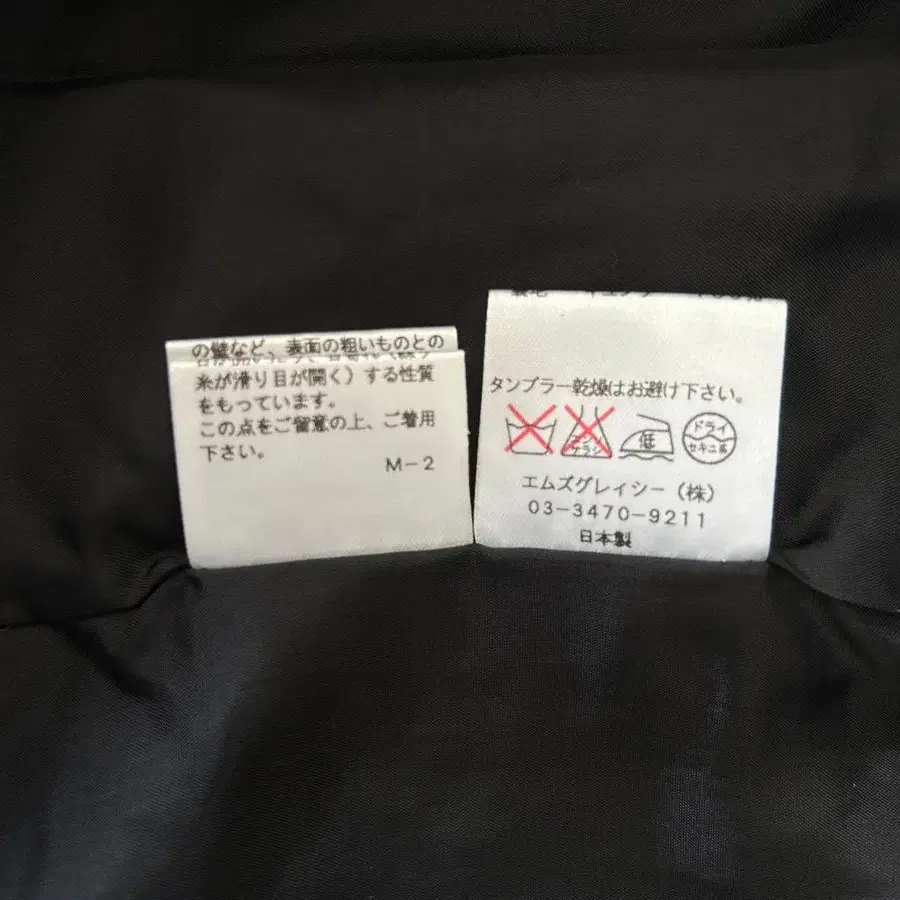 の壁など、表面の粗いものとの
糸が滑り目が開く）する性質
をもっています。
この点をご留意の上、ご着用
下さい。
M-2
タンブラー乾燥はお避け下さい。
低
ドライ
セキユ系
エムズグレイシー（株）
03-3470-9211
日本製